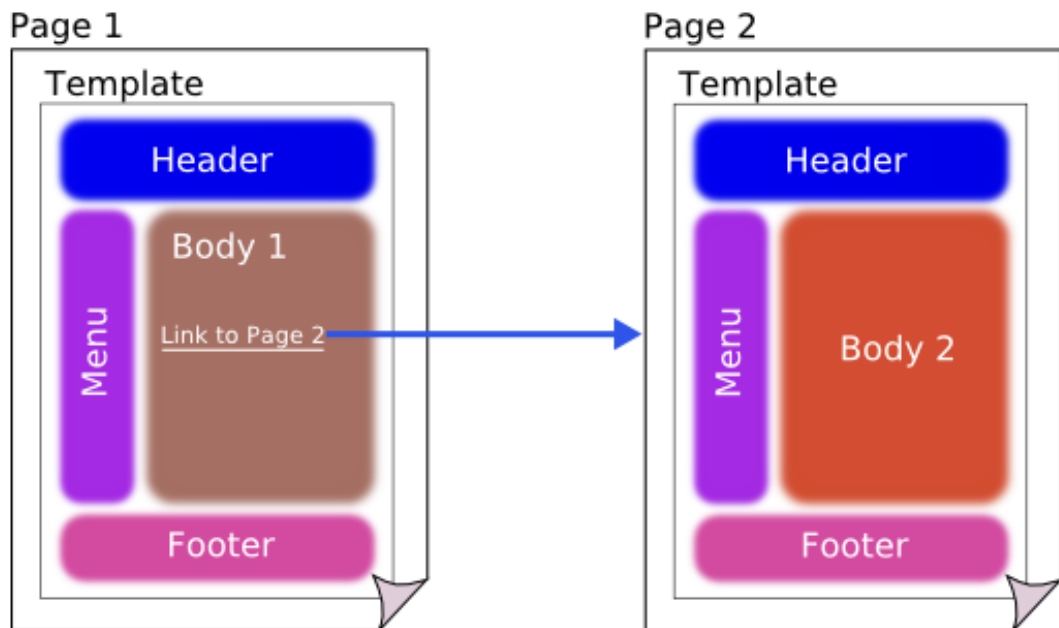 Page 1
Template
Header
Menu
Body 1
Link to Page 2
Footer
Page 2
Template
Header
Menu
Body 2
Footer